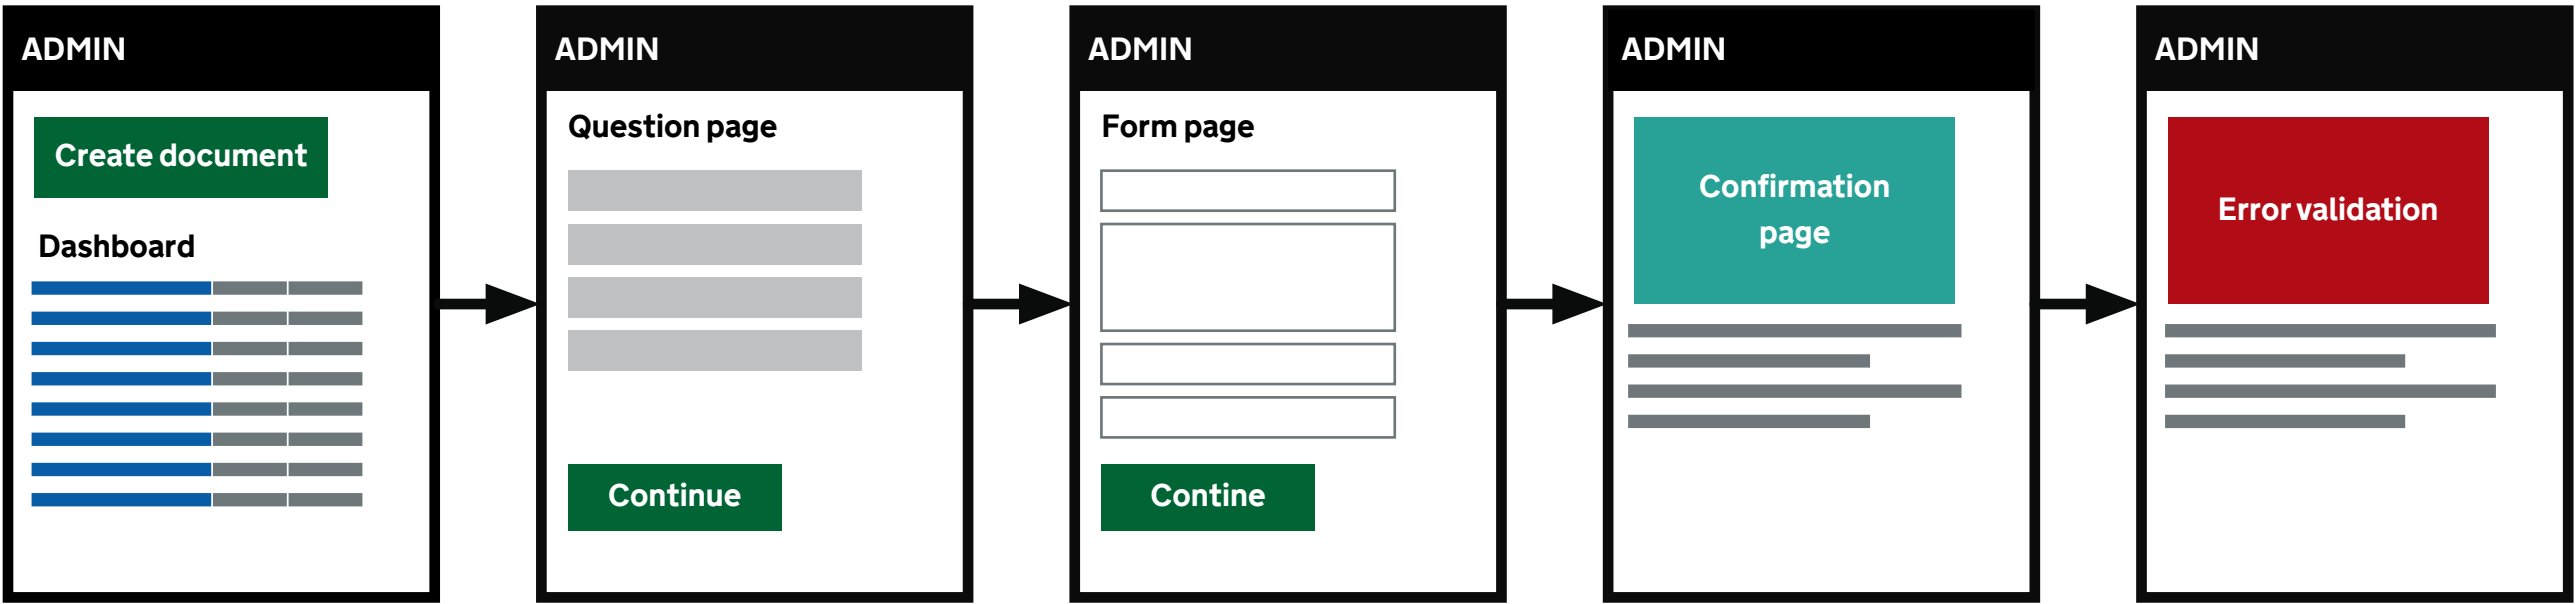 ADMIN
Create document
Dashboard
ADMIN
Question page
Continue
ADMIN
Form page
Contine
ADMIN
Confirmation
page
ADMIN
Error validation